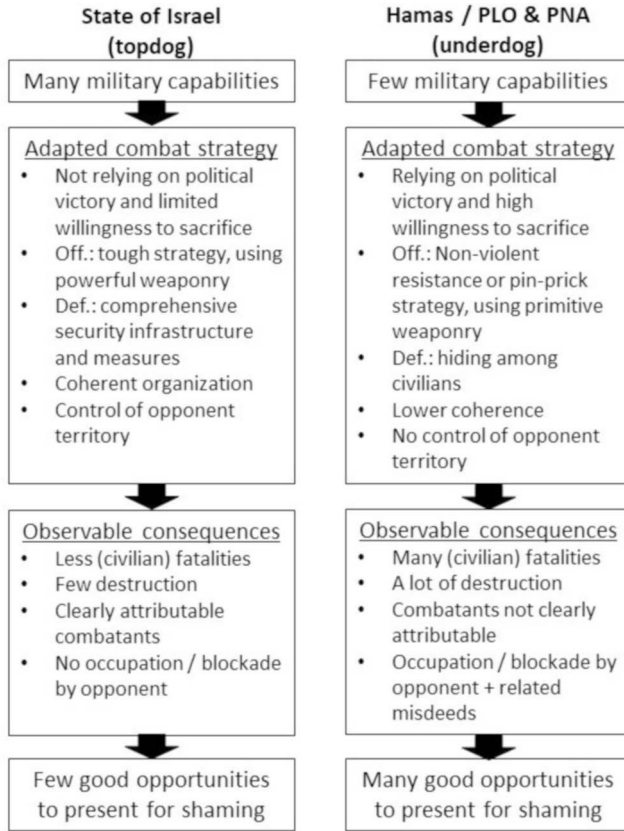 State of Israel
(topdog)
Many military capabilities
Adapted combat strategy
• Not relying on political
victory and limited
willingness to sacrifice
• Off.: tough strategy, using
powerful weaponry
• Def.: comprehensive
security infrastructure
and measures
• Coherent organization
• Control of opponent
territory
Observable consequences
• Less (civilian) fatalities
• Few destruction
• Clearly attributable
combatants
• No occupation / blockade
by opponent
Few good opportunities
to present for shaming
Hamas / PLO & PNA
(underdog)
Few military capabilities
Adapted combat strategy
• Relying on political
victory and high
willingness to sacrifice
• Off.: Non-violent
resistance or pin-prick
strategy, using primitive
weaponry
• Def.: hiding among
civilians
• Lower coherence
• No control of opponent
territory
Observable consequences
• Many (civilian) fatalities
• A lot of destruction
• Combatants not clearly
attributable
• Occupation / blockade by
opponent + related
misdeeds
Many good opportunities
to present for shaming